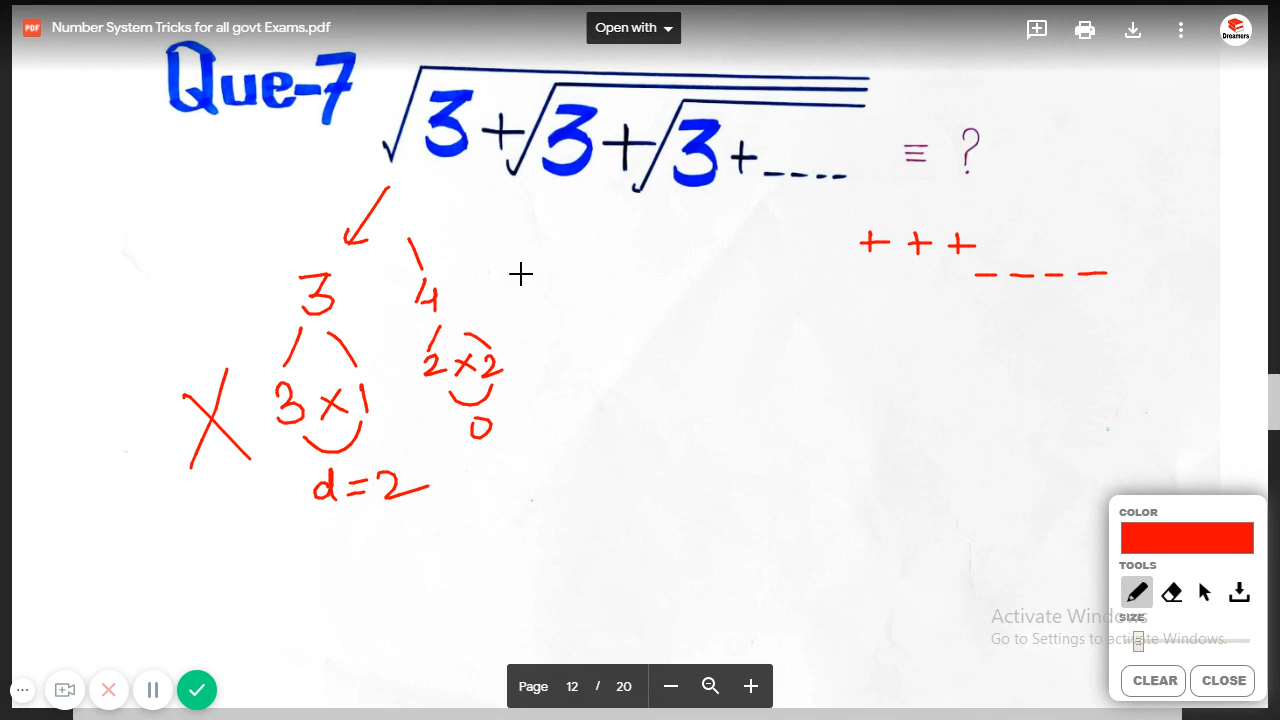 Number System Tricks for all govt Exams.pdf
Open with
Dreamers
Que-7 √3+√3+√3+---- = ?
+ + +
----
3 4
3 × 1 2 × 2
X
0
d=2
COLOR
TOOLS
SIZE
Activate Windows
Go to Settings to activate Windows.
CLEAR CLOSE
Page 12 / 20